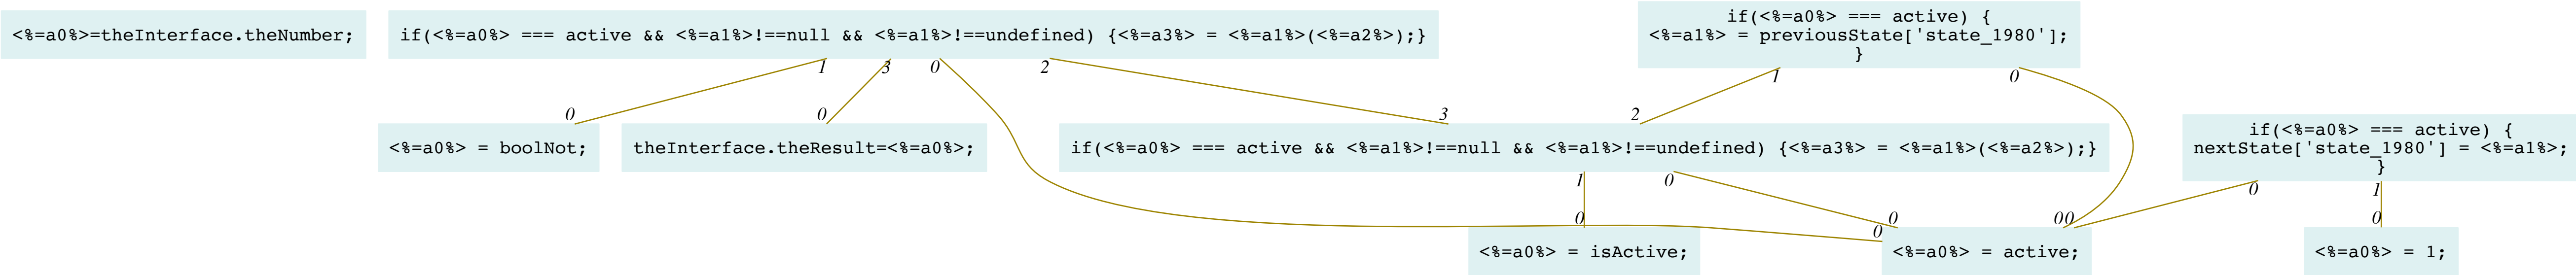 <%=a0%>=theInterface.theNumber;
if(<%=a0%> === active && <%=a1%>!==null && <%=a1%>!==undefined) {<%=a3%> = <%=a1%>(<%=a2%>);}
if(<%=a0%> === active) {
<%=a1%> = previousState['state_1980'];
}
1
3
0
2
1
0
0
0
3
2
<%=a0%> = boolNot;
theInterface.theResult=<%=a0%>;
if(<%=a0%> === active && <%=a1%>!==null && <%=a1%>!==undefined) {<%=a3%> = <%=a1%>(<%=a2%>);}
if(<%=a0%> === active) {
nextState['state_1980'] = <%=a1%>;
}
1
0
0
1
0
0
0
00
0
<%=a0%> = isActive;
<%=a0%> = active;
<%=a0%> = 1;